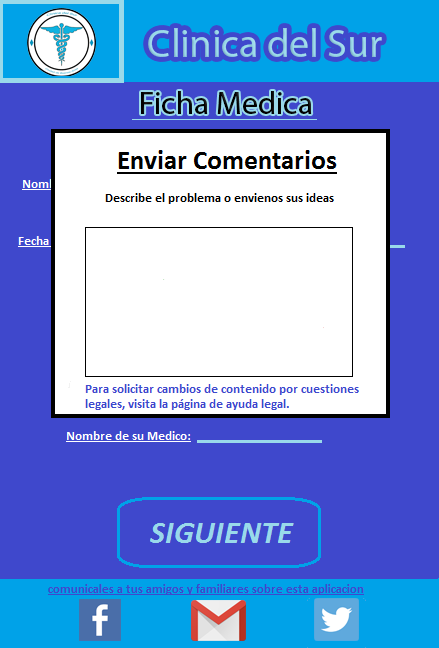 Clinica del Sur
Ficha Medica
Enviar Comentarios
Describe el problema o envienos sus ideas
Fecha
Para solicitar cambios de contenido por cuestiones
legales, visita la página de ayuda legal.
Nombre de su Medico:
SIGUIENTE
comunicales a tus amigos y familiares sobre esta aplicacion